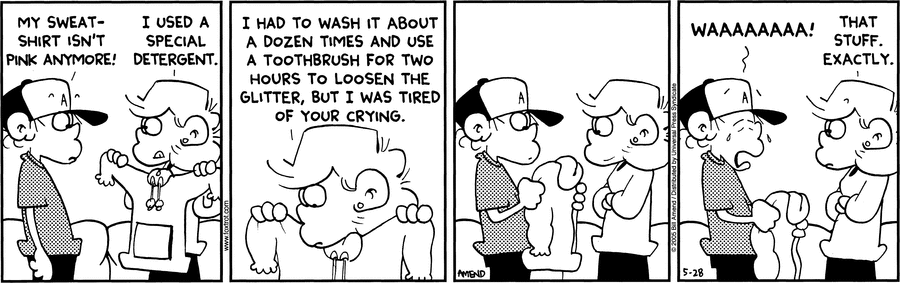 MY SWEAT-
SHIRT ISN'T
PINK ANYMORE!
I USED A
SPECIAL
DETERGENT.
A
www.foxtrot.com
I HAD TO WASH IT ABOUT
A DOZEN TIMES AND USE
A TOOTHBRUSH FOR TWO
HOURS TO LOOSEN THE
GLITTER, BUT I WAS TIRED
OF YOUR CRYING.
A
AMEND
© 2005 Bill Amend / Distributed by Universal Press Syndicate
WAAAAAAAA!
THAT
STUFF.
EXACTLY.
A
5-28